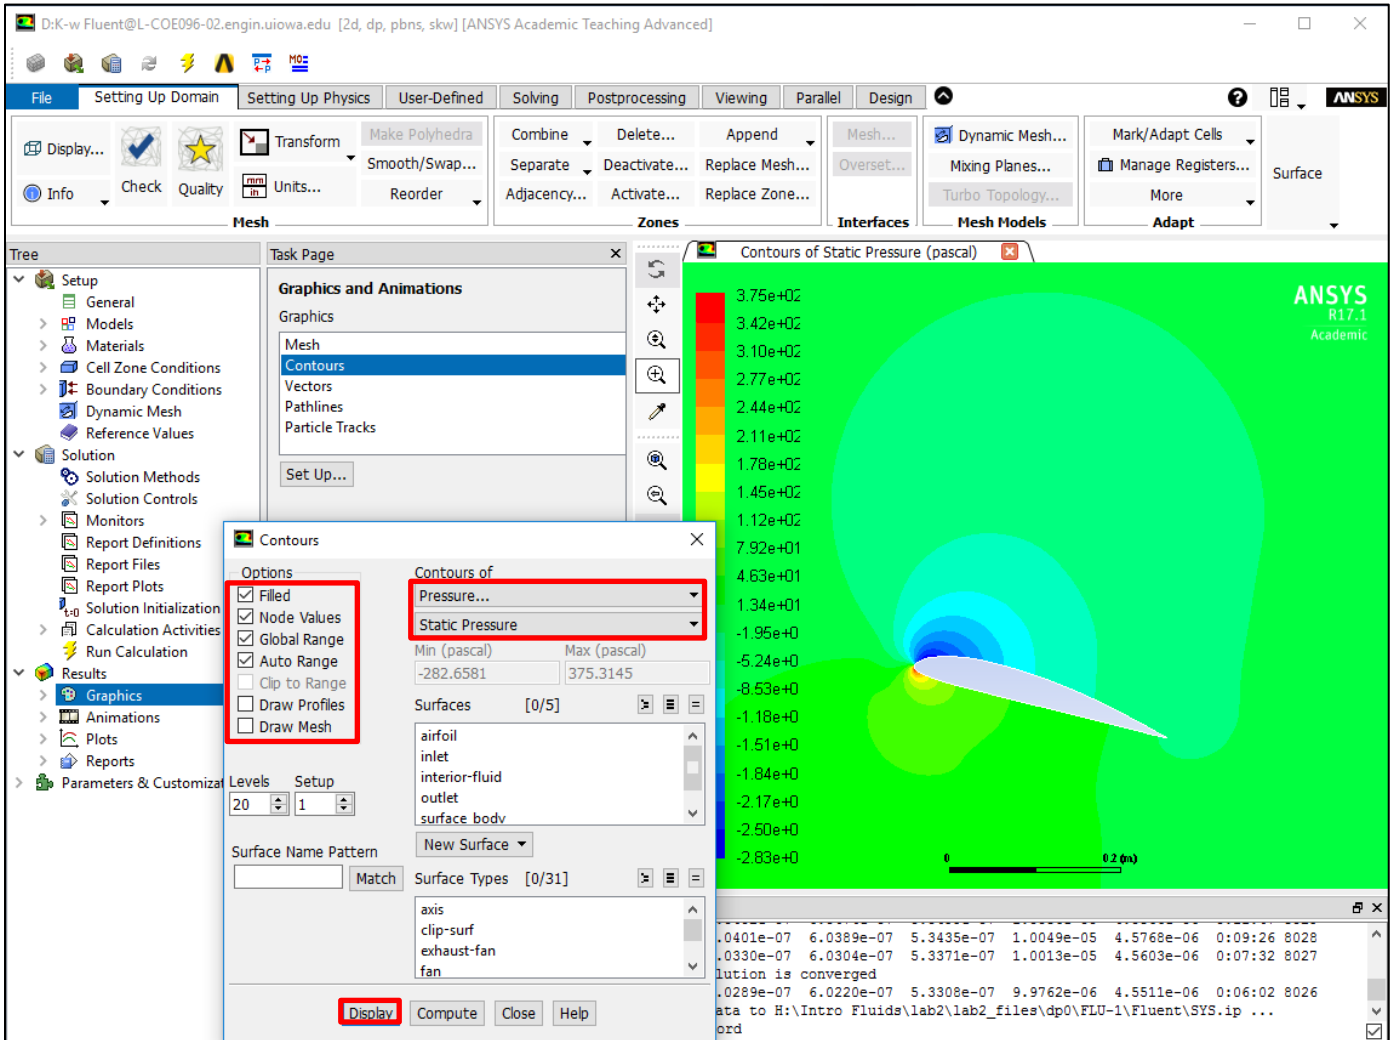 D:K-w Fluent@L-COE096-02.engin.uiowa.edu [2d, dp, pbns, skw] [ANSYS Academic Teaching Advanced]
File Setting Up Domain Setting Up Physics User-Defined Solving Postprocessing Viewing Parallel Design ANSYS
Display... Check Quality Transform Make Polyhedra Combine Delete... Append Mesh... Dynamic Mesh... Mark/Adapt Cells Surface
Smooth/Swap... Separate Deactivate... Replace Mesh... Overset... Mixing Planes... Manage Registers...
Info Units... Reorder Adjacency... Activate... Replace Zone... Turbo Topology... More
Mesh Zones Interfaces Mesh Models Adapt
Tree
Setup
General
Models
Materials
Cell Zone Conditions
Boundary Conditions
Dynamic Mesh
Reference Values
Solution
Solution Methods
Solution Controls
Monitors
Report Definitions
Report Files
Report Plots
Solution Initialization
Calculation Activities
Run Calculation
Results
Graphics
Animations
Plots
Reports
Parameters & Customizat
Task Page
Graphics and Animations
Graphics
Mesh
Contours
Vectors
Pathlines
Particle Tracks
Set Up...
Contours
Options
Filled
Node Values
Global Range
Auto Range
Clip to Range
Draw Profiles
Draw Mesh
Levels Setup
20 1
Surface Name Pattern
Match
Contours of
Pressure...
Static Pressure
Min (pascal) Max (pascal)
-282.6581 375.3145
Surfaces [0/5]
airfoil
inlet
interior-fluid
outlet
surface_body
New Surface
Surface Types [0/31]
axis
clip-surf
exhaust-fan
fan
Display Compute Close Help
Contours of Static Pressure (pascal)
3.75e+02
3.42e+02
3.10e+02
2.77e+02
2.44e+02
2.11e+02
1.78e+02
1.45e+02
1.12e+02
7.92e+01
4.63e+01
1.34e+01
-1.95e+0
-5.24e+0
-8.53e+0
-1.18e+0
-1.51e+0
-1.84e+0
-2.17e+0
-2.50e+0
-2.83e+0
ANSYS
R17.1
Academic
0 0.2 (m)
.0401e-07 6.0389e-07 5.3435e-07 1.0049e-05 4.5768e-06 0:09:26 8028
.0330e-07 6.0304e-07 5.3371e-07 1.0013e-05 4.5603e-06 0:07:32 8027
lution is converged
.0289e-07 6.0220e-07 5.3308e-07 9.9762e-06 4.5511e-06 0:06:02 8026
ata to H:\Intro Fluids\lab2\lab2_files\dp0\FLU-1\Fluent\SYS.ip ...
ord